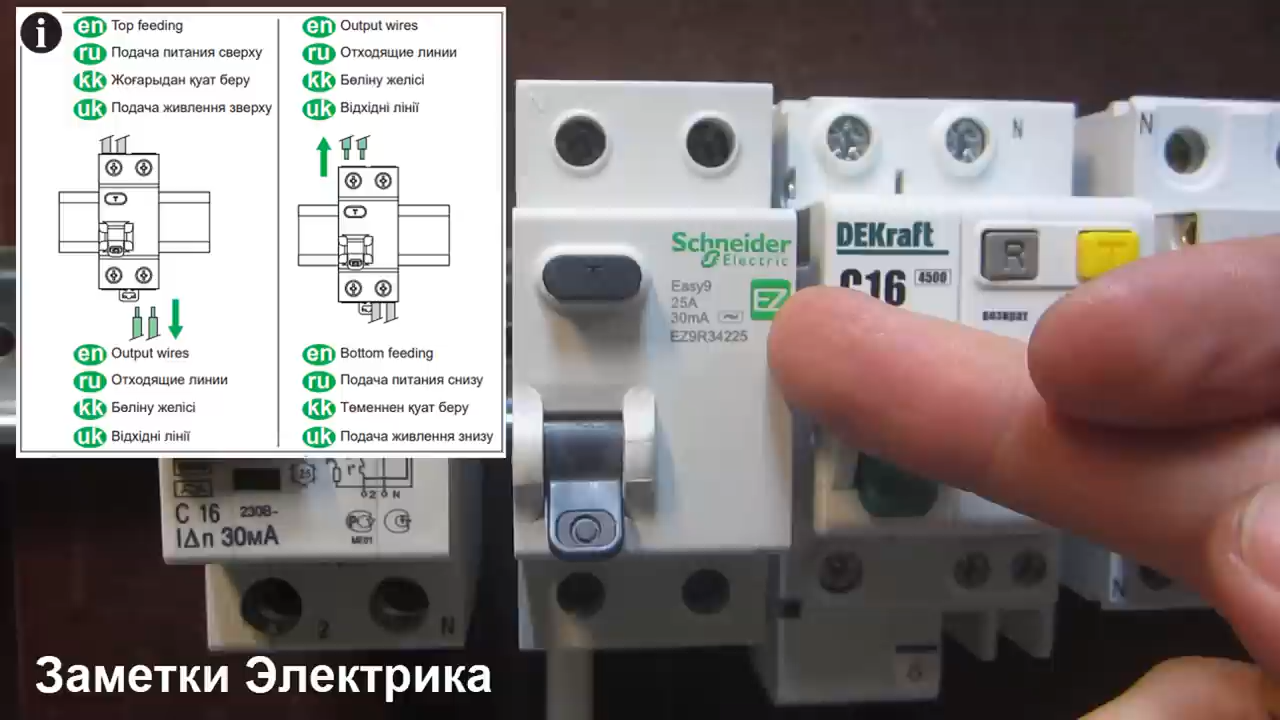 i
en Top feeding
ru Подача питания сверху
kk Жоғарыдан қуат беру
uk Подача живлення зверху
T
en Output wires
ru Отходящие линии
kk Бөліну желісі
uk Відхідні лінії
en Output wires
ru Отходящие линии
kk Бөліну желісі
uk Відхідні лінії
T
en Bottom feeding
ru Подача питания снизу
kk Төменнен қуат беру
uk Подача живлення знизу
Schneider
Electric
Easy9
25A
30mA
EZ9R34225
EZ
T
N
DEKraft
C16
4500
R
T
возврат
N
N
C 16 230В~
I∆n 30мА
2 N
2
N
Заметки Электрика